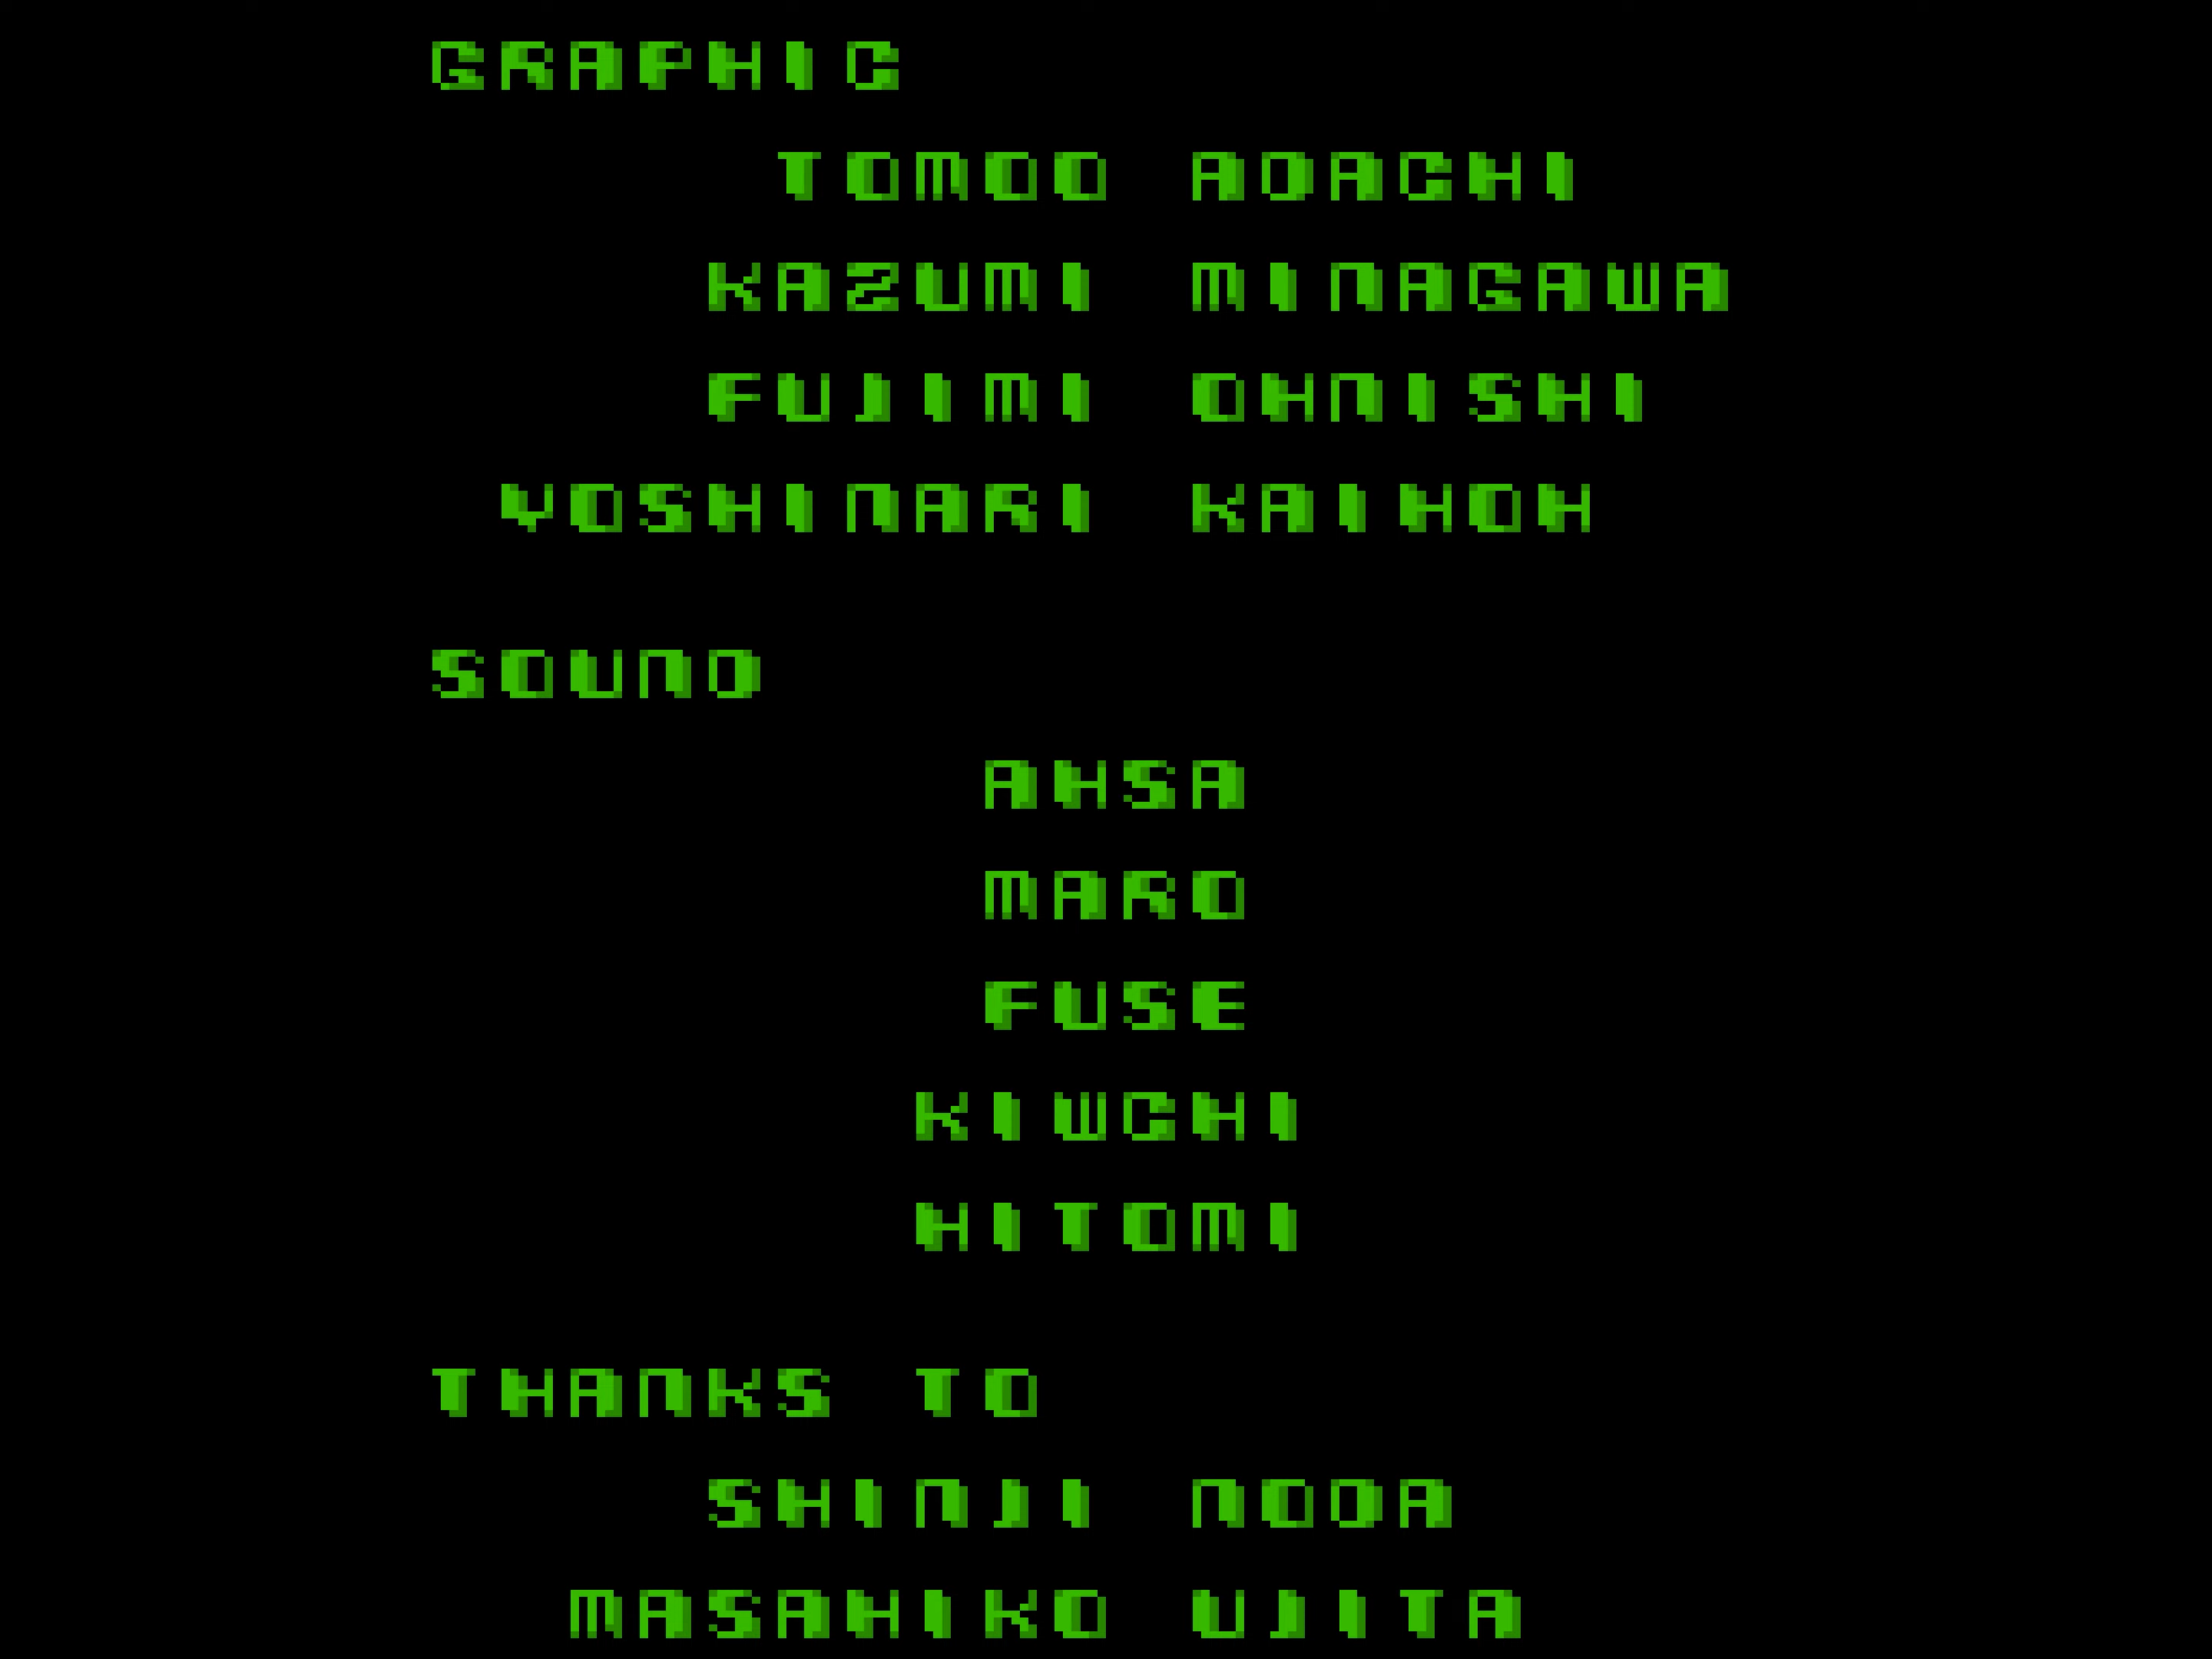 GRAPHIC
TOMOO ADACHI
KAZUMI MINAGAWA
FUJIMI OHNISHI
YOSHINARI KAIHOH
SOUND
AHSA
MARO
FUSE
KIWCHI
HITOMI
THANKS TO
SHINJI NODA
MASAHIKO UJITA